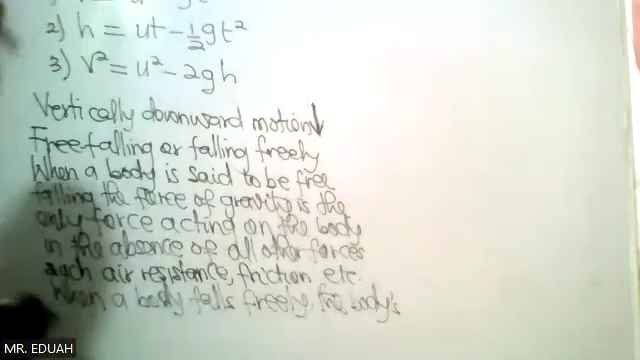 2) h = ut - ½gt²
3) V² = u² - 2gh
Vertically downward motion↓
Free falling or falling freely
When a body is said to be free
falling the force of gravity is the
only force acting on the body
in the absence of all other forces
such air resistance, friction etc.
When a body falls freely, the body's
MR. EDUAH